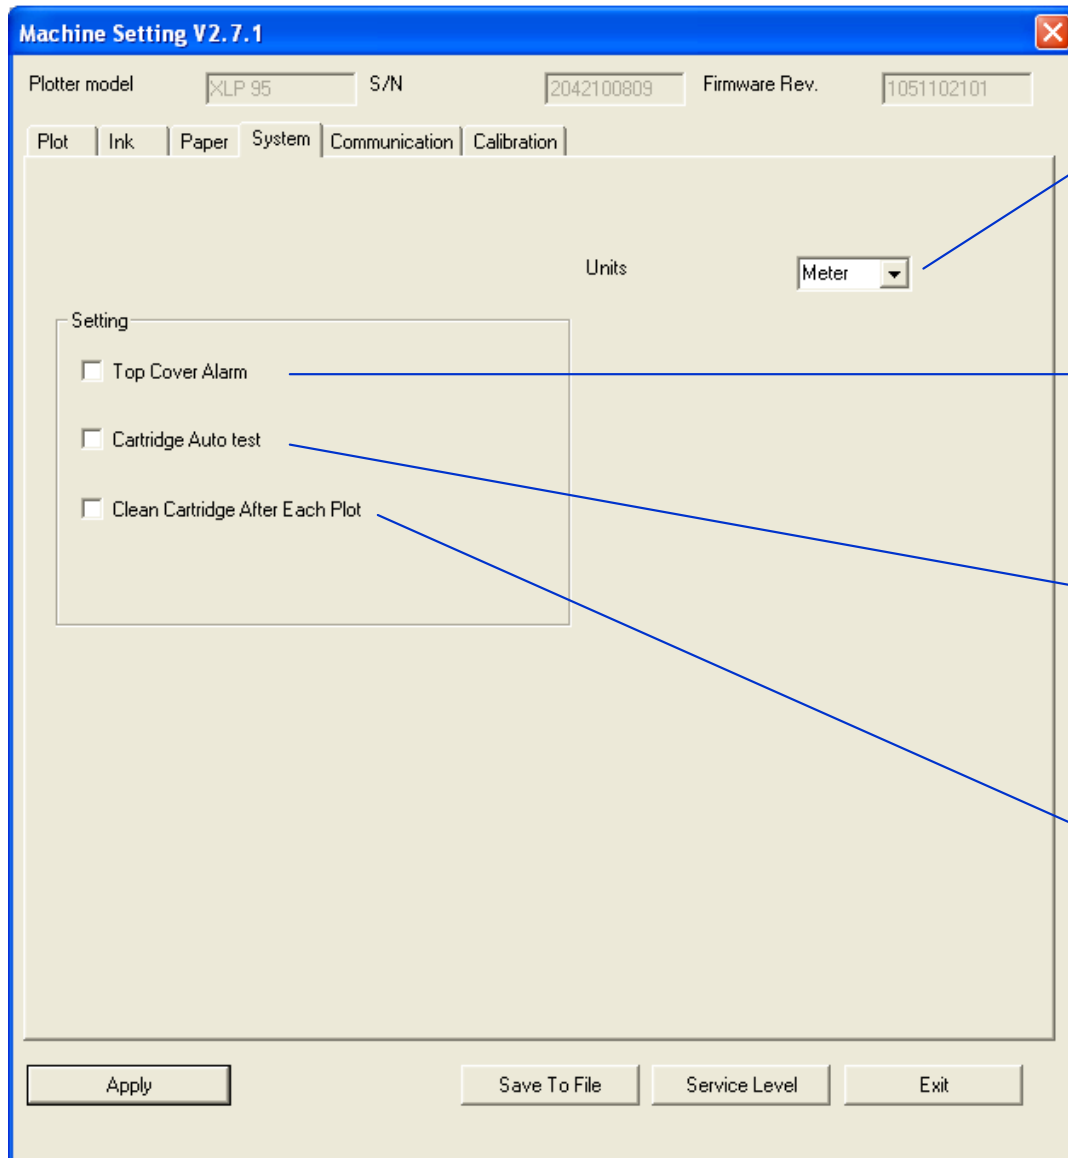 Machine Setting V2.7.1
Plotter model XLP 95 S/N 2042100809 Firmware Rev. 1051102101
Plot Ink Paper System Communication Calibration
Units Meter
Setting
Top Cover Alarm
Cartridge Auto test
Clean Cartridge After Each Plot
Apply Save To File Service Level Exit